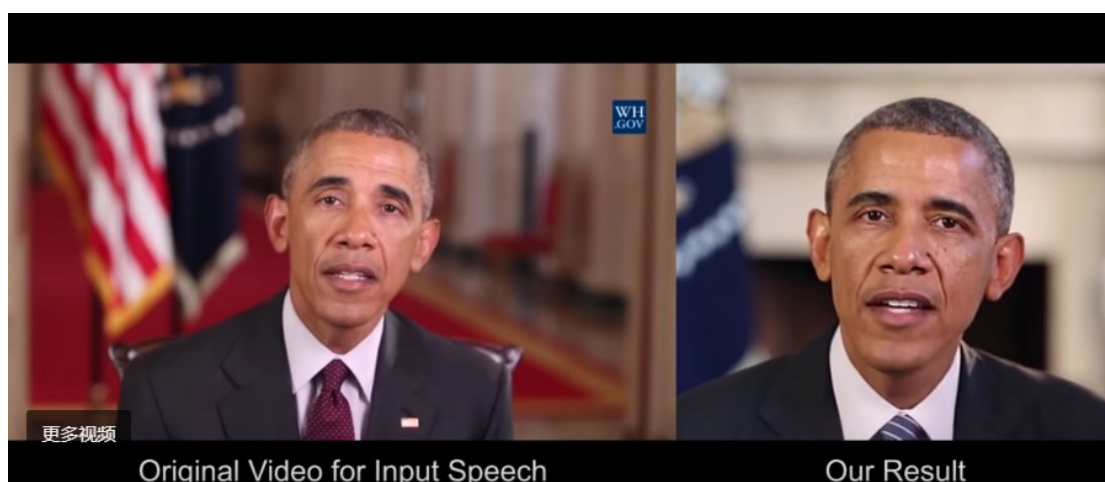 WH
.GOV
更多视频
Original Video for Input Speech
Our Result